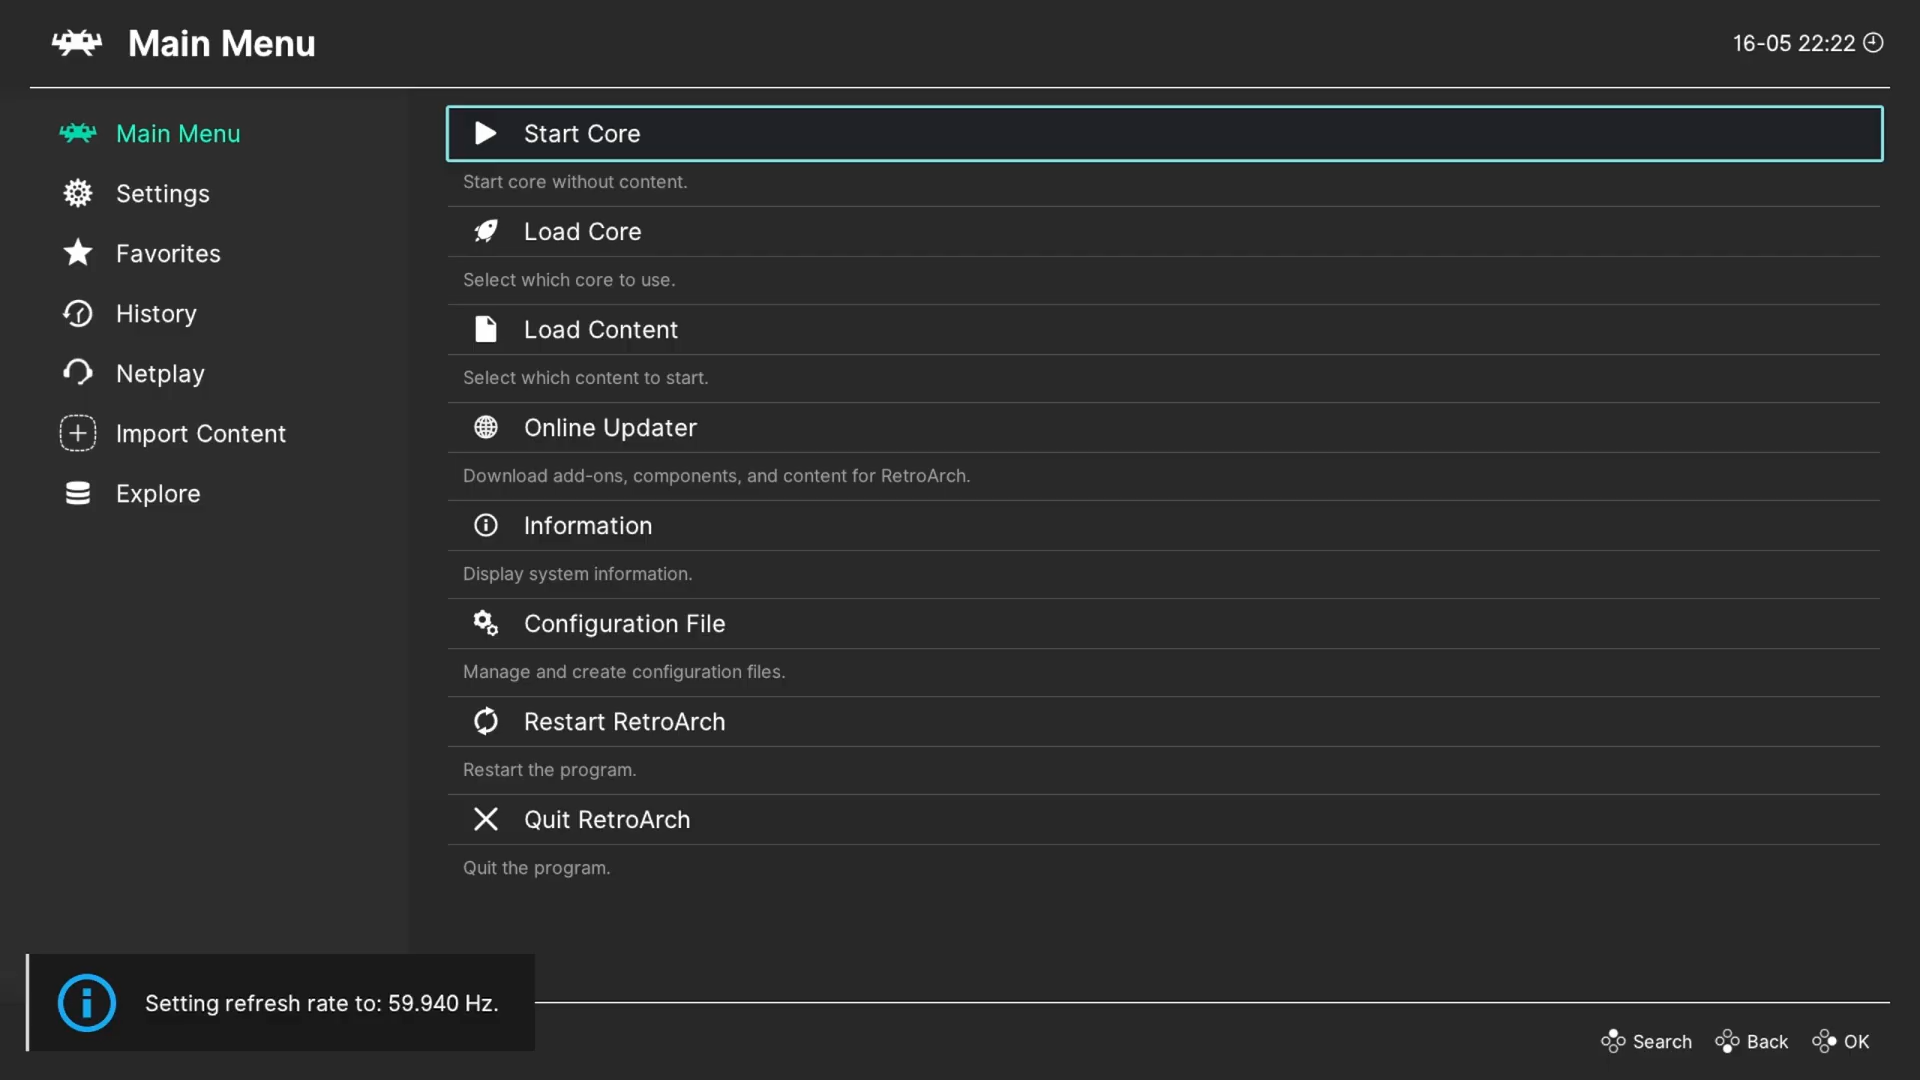 Main Menu
16-05 22:22
Main Menu
Settings
Favorites
History
Netplay
Import Content
Explore
Start Core
Start core without content.
Load Core
Select which core to use.
Load Content
Select which content to start.
Online Updater
Download add-ons, components, and content for RetroArch.
Information
Display system information.
Configuration File
Manage and create configuration files.
Restart RetroArch
Restart the program.
Quit RetroArch
Quit the program.
Setting refresh rate to: 59.940 Hz.
Search Back OK